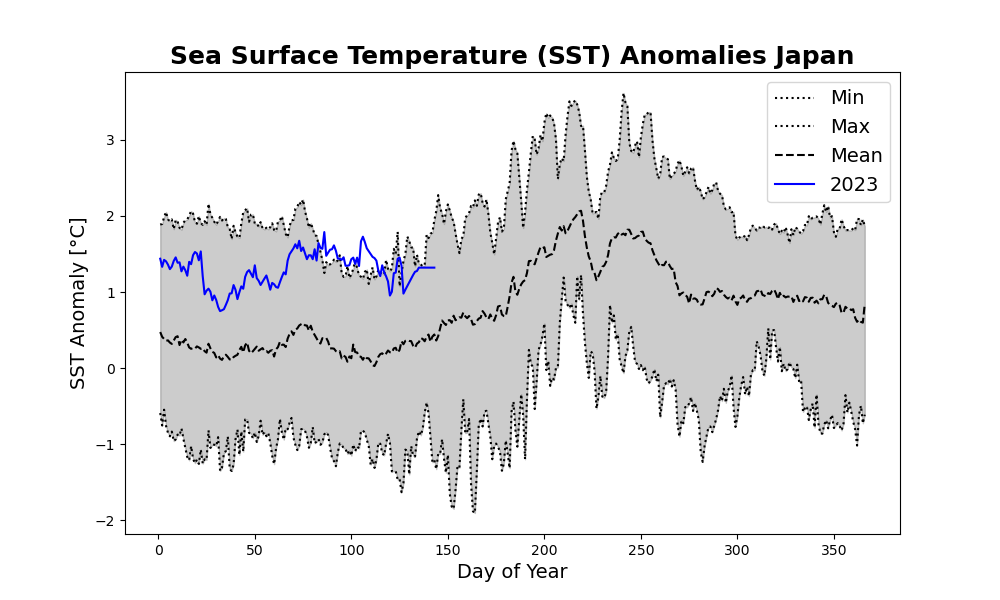 Sea Surface Temperature (SST) Anomalies Japan
Min
Max
Mean
2023
SST Anomaly [°C]
3
2
1
0
−1
−2
0 50 100 150 200 250 300 350
Day of Year